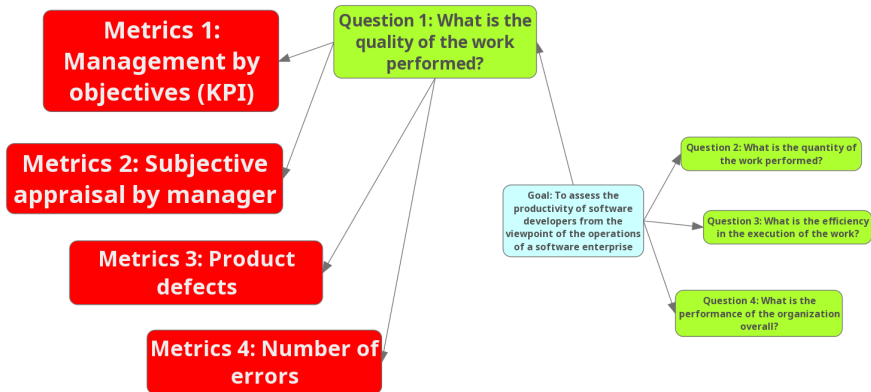 Metrics 1:
Management by
objectives (KPI)
Question 1: What is the
quality of the work
performed?
Metrics 2: Subjective
appraisal by manager
Metrics 3: Product
defects
Metrics 4: Number of
errors
Goal: To assess the
productivity of software
developers from the
viewpoint of the operations
of a software enterprise
Question 2: What is the quantity of
the work performed?
Question 3: What is the efficiency
in the execution of the work?
Question 4: What is the
performance of the organization
overall?